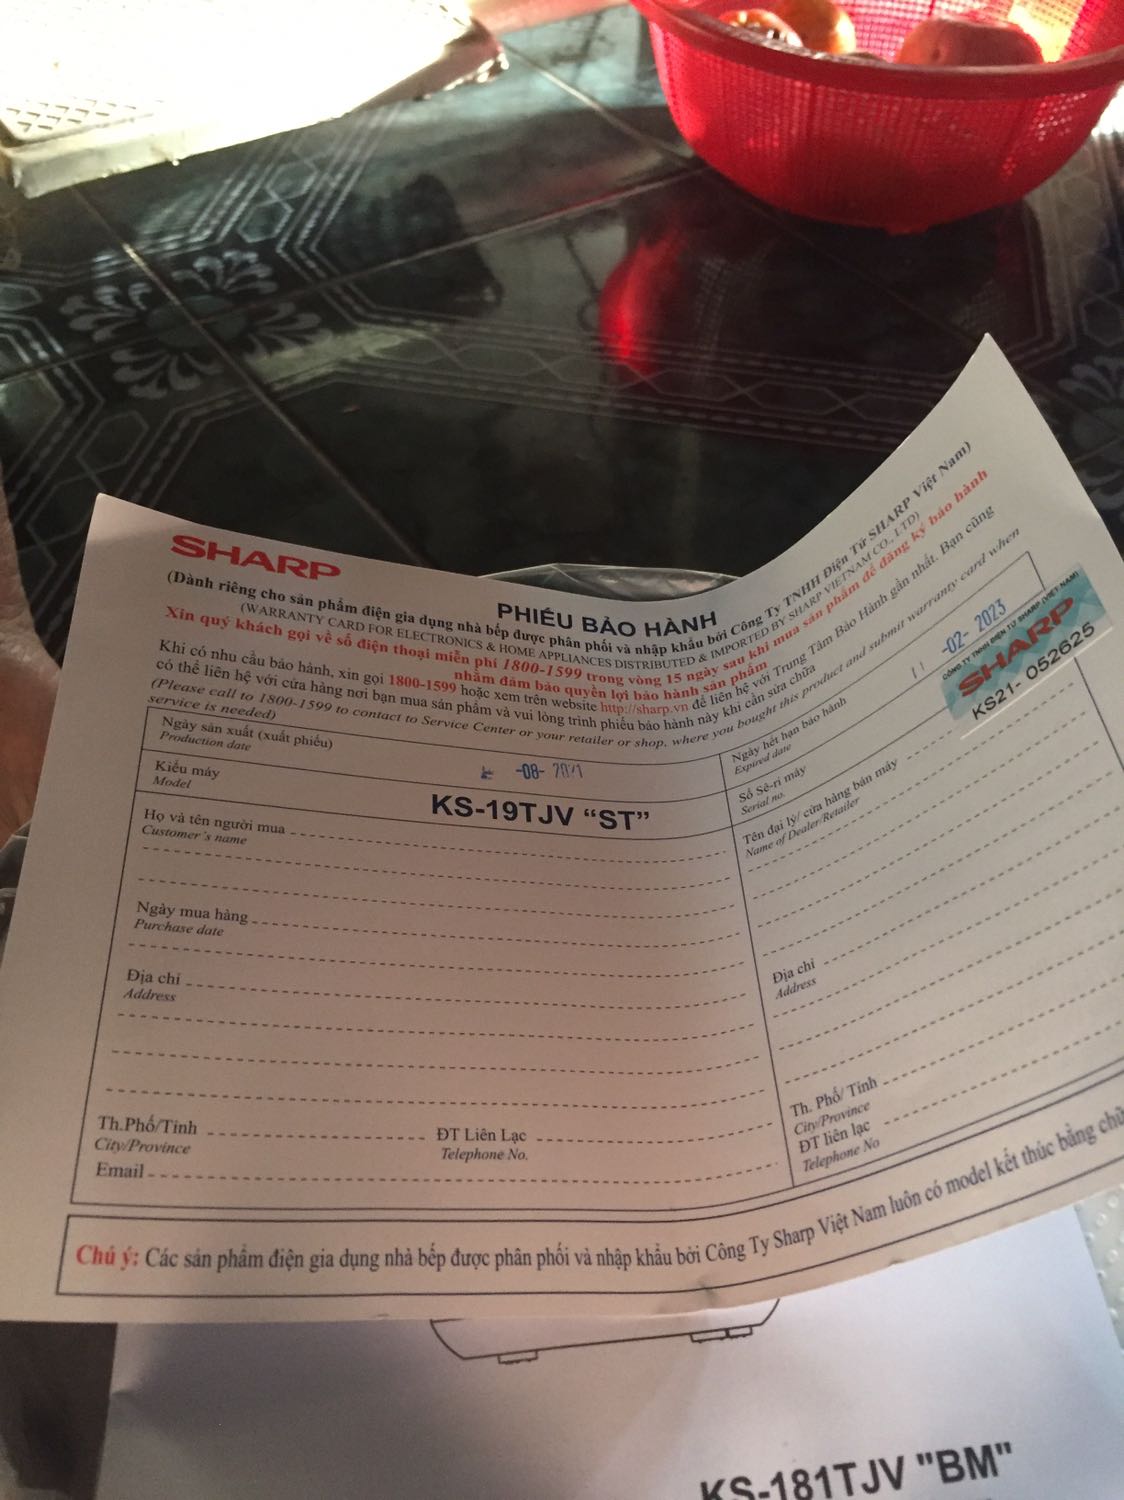 SHARP
PHIẾU BẢO HÀNH
(Dành riêng cho sản phẩm điện gia dụng nhà bếp được phân phối và nhập khẩu bởi Công Ty TNHH Điện Tử SHARP Việt Nam)
(WARRANTY CARD FOR ELECTRONICS & HOME APPLIANCES DISTRIBUTED & IMPORTED BY SHARP VIETNAM CO., LTD)
Xin quý khách gọi về số điện thoại miễn phí 1800-1599 trong vòng 15 ngày sau khi mua sản phẩm để đăng ký bảo hành
nhằm đảm bảo quyền lợi bảo hành sản phẩm
Khi có nhu cầu bảo hành, xin gọi 1800-1599 hoặc xem trên website http://sharp.vn để liên hệ với Trung Tâm Bảo Hành gần nhất. Bạn cũng
có thể liên hệ với cửa hàng nơi bạn mua sản phẩm và vui lòng trình phiếu bảo hành này khi cần sửa chữa
(Please call to 1800-1599 to contact to Service Center or your retailer or shop. where you bought this product and submit warranty card when
service is needed)
Ngày sản xuất (xuất phiếu)
Production date
-08- 2021
Ngày hết hạn bảo hành
Expired date
-02- 2023
Kiểu máy
Model
KS-19TJV “ST”
Số Sê-ri máy
Serial no.
CÔNG TY TNHH ĐIỆN TỬ SHARP (VIỆT NAM)
SHARP
KS21- 052625
Họ và tên người mua
Customer's name
Ngày mua hàng
Purchase date
Địa chỉ
Address
Th.Phố/Tỉnh
City/Province
ĐT Liên Lạc
Telephone No.
Email
Tên đại lý/ cửa hàng bán máy
Name of Dealer/Retailer
Địa chỉ
Address
Th. Phố/ Tỉnh
City/Province
ĐT liên lạc
Telephone No
Chú ý: Các sản phẩm điện gia dụng nhà bếp được phân phối và nhập khẩu bởi Công Ty Sharp Việt Nam luôn có model kết thúc bằng chữ
KS-181TJV "BM"